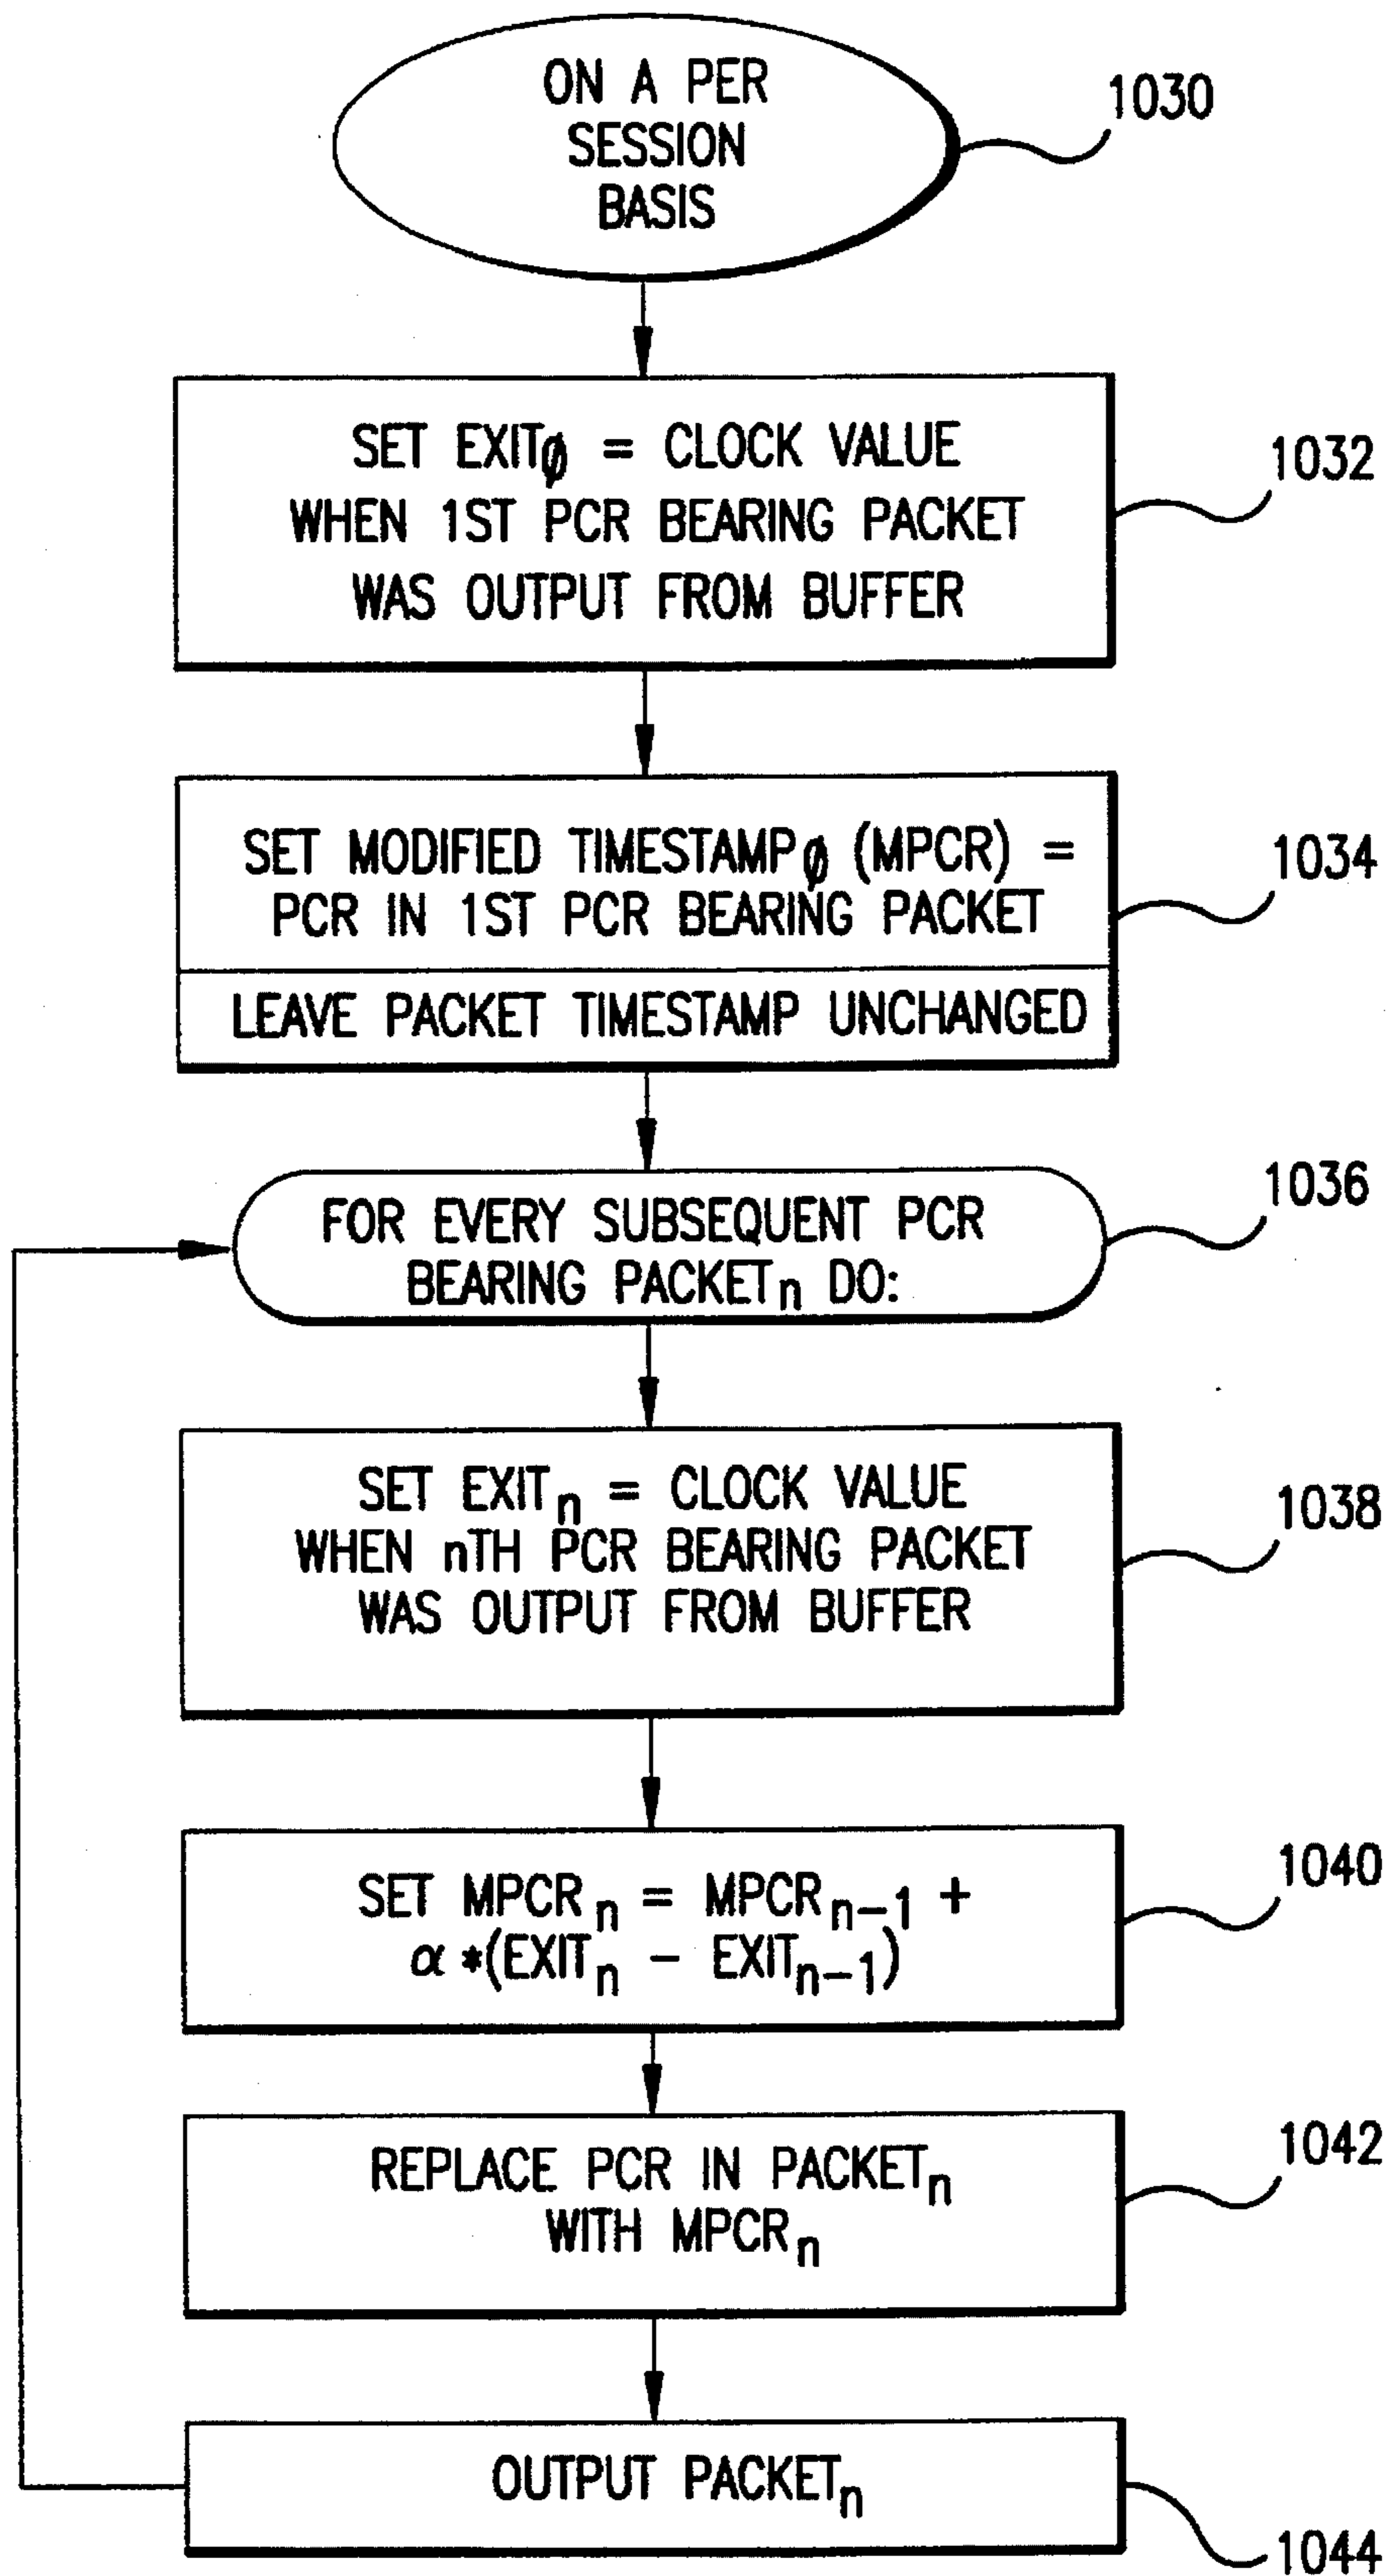 ON A PER
SESSION
BASIS
1030
SET EXITφ = CLOCK VALUE
WHEN 1ST PCR BEARING PACKET
WAS OUTPUT FROM BUFFER
1032
SET MODIFIED TIMESTAMPφ (MPCR) =
PCR IN 1ST PCR BEARING PACKET
LEAVE PACKET TIMESTAMP UNCHANGED
1034
FOR EVERY SUBSEQUENT PCR
BEARING PACKETn DO:
1036
SET EXITn = CLOCK VALUE
WHEN nTH PCR BEARING PACKET
WAS OUTPUT FROM BUFFER
1038
SET MPCRn = MPCRn-1 +
α*(EXITn - EXITn-1)
1040
REPLACE PCR IN PACKETn
WITH MPCRn
1042
OUTPUT PACKETn
1044